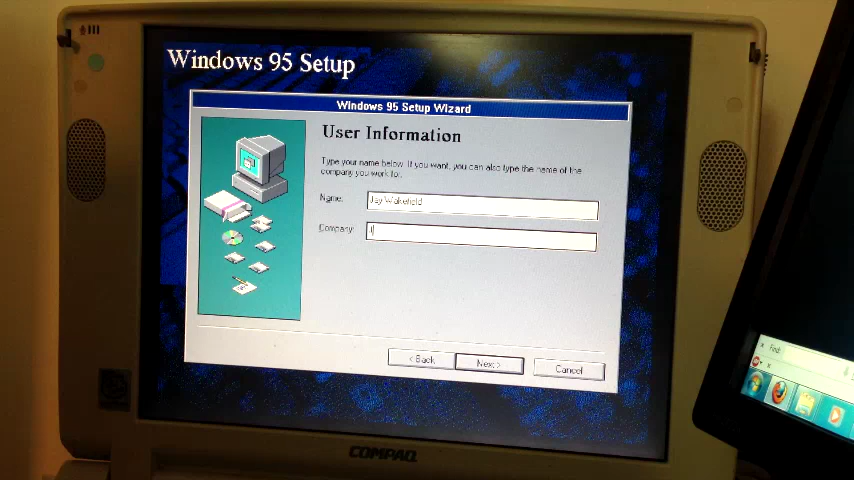 Windows 95 Setup
Windows 95 Setup Wizard
User Information
Type your name below. If you want, you can also type the name of the
company you work for.
Name:
Jay Wakefield
Company:
< Back
Next >
Cancel
COMPAQ
x Find:
x